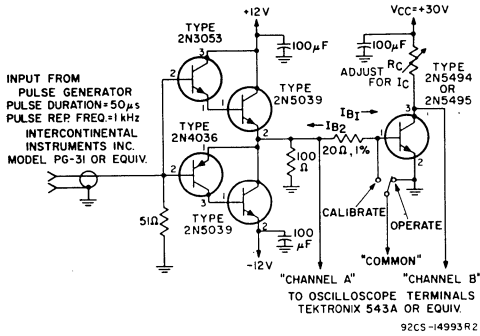 +12V
VCC=+30V
TYPE
2N3053
100µF
100µF
RC
ADJUST
FOR IC
TYPE
2N5494
OR
2N5495
3
2
1
3
INPUT FROM
PULSE GENERATOR
PULSE DURATION=50µs
PULSE REP. FREQ.=1 kHz
INTERCONTINENTAL
INSTRUMENTS INC.
MODEL PG-31 OR EQUIV.
TYPE
2N5039
1
2
IB2
IB1
3
1
2
20Ω, 1%
TYPE
2N4036
1
2
3
100
Ω
CALIBRATE
OPERATE
51Ω
TYPE
2N5039
1
3
2
100
µF
-12V
"COMMON"
"CHANNEL A"
"CHANNEL B"
TO OSCILLOSCOPE TERMINALS
TEKTRONIX 543A OR EQUIV.
92CS-14993R2